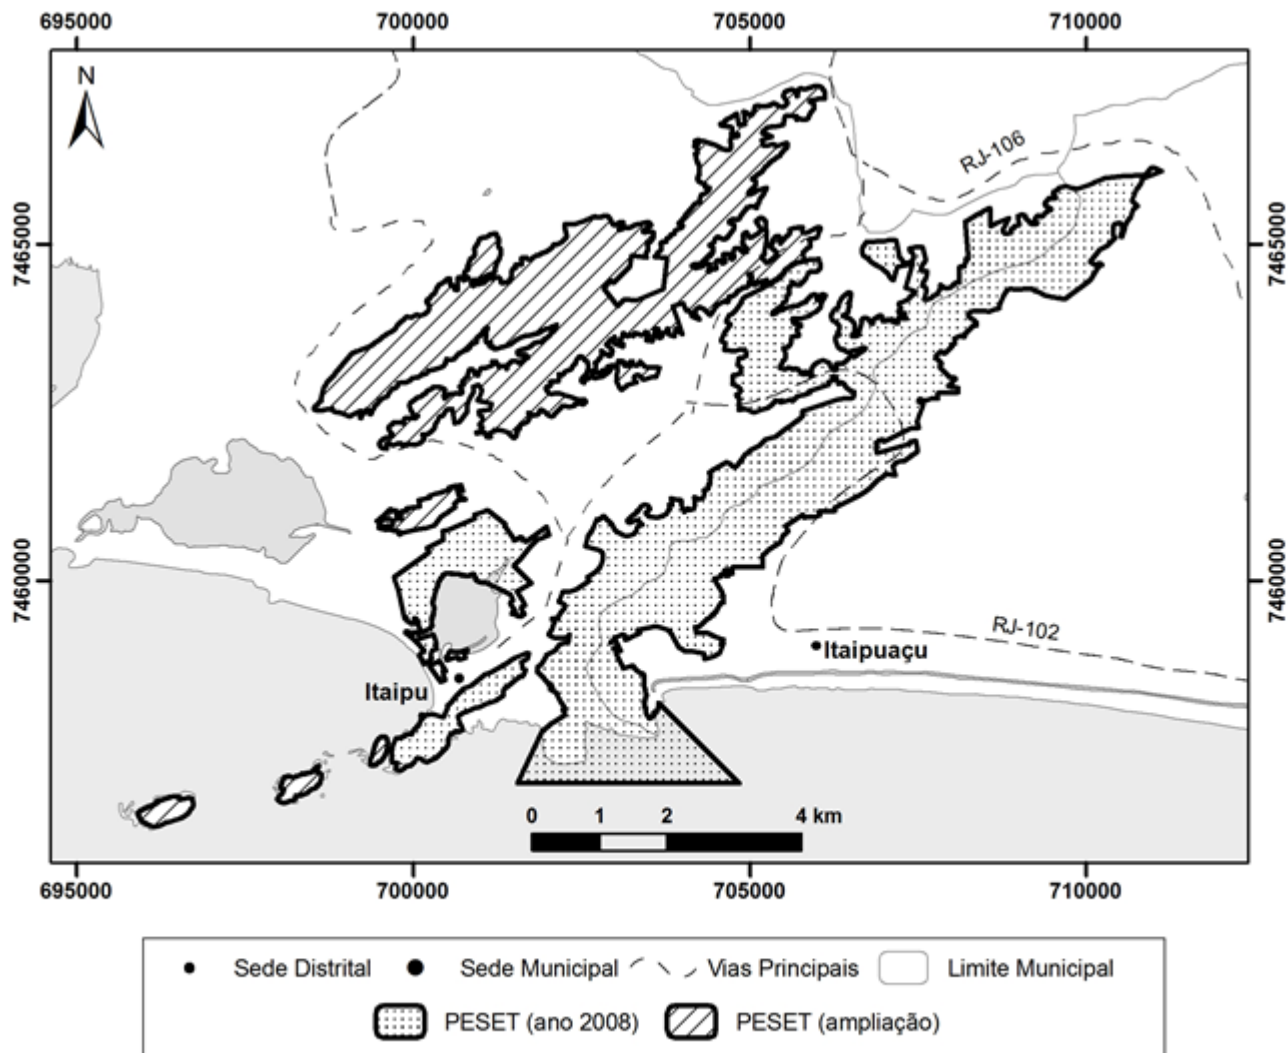 695000 700000 705000 710000
N
RJ-106
7465000 7465000
7460000 7460000
RJ-102
Itaipuaçu
Itaipu
0 1 2 4 km
695000 700000 705000 710000
Sede Distrital Sede Municipal Vias Principais Limite Municipal
PESET (ano 2008) PESET (ampliação)